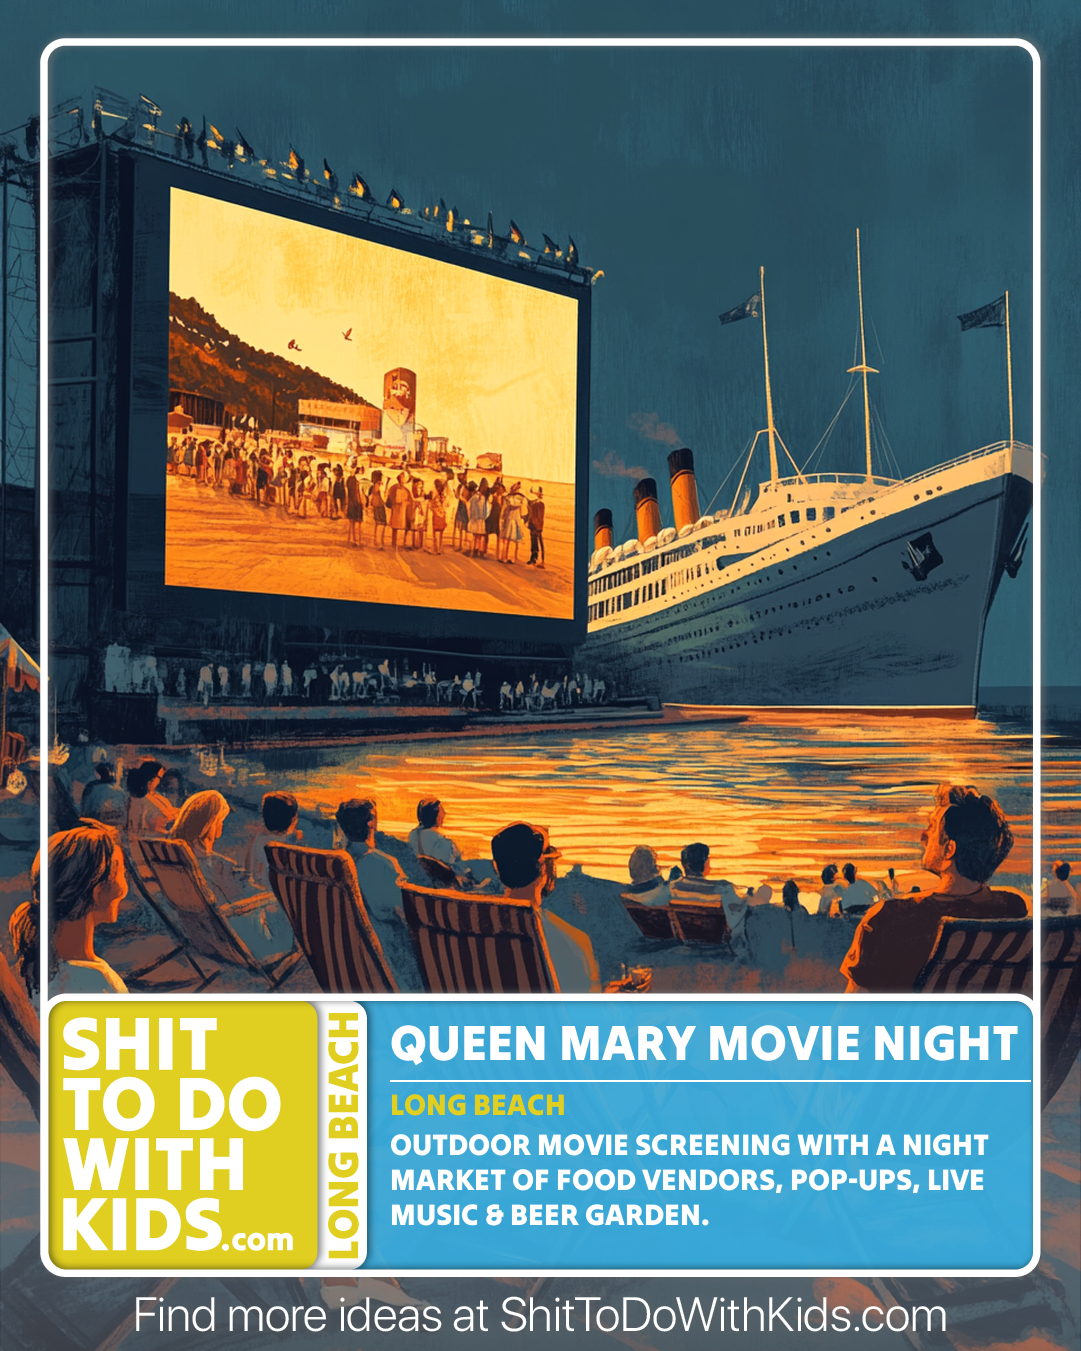 SHIT
TO DO
WITH
KIDS.com
LONG BEACH
QUEEN MARY MOVIE NIGHT
LONG BEACH
OUTDOOR MOVIE SCREENING WITH A NIGHT
MARKET OF FOOD VENDORS, POP-UPS, LIVE
MUSIC & BEER GARDEN.
Find more ideas at ShitToDoWithKids.com